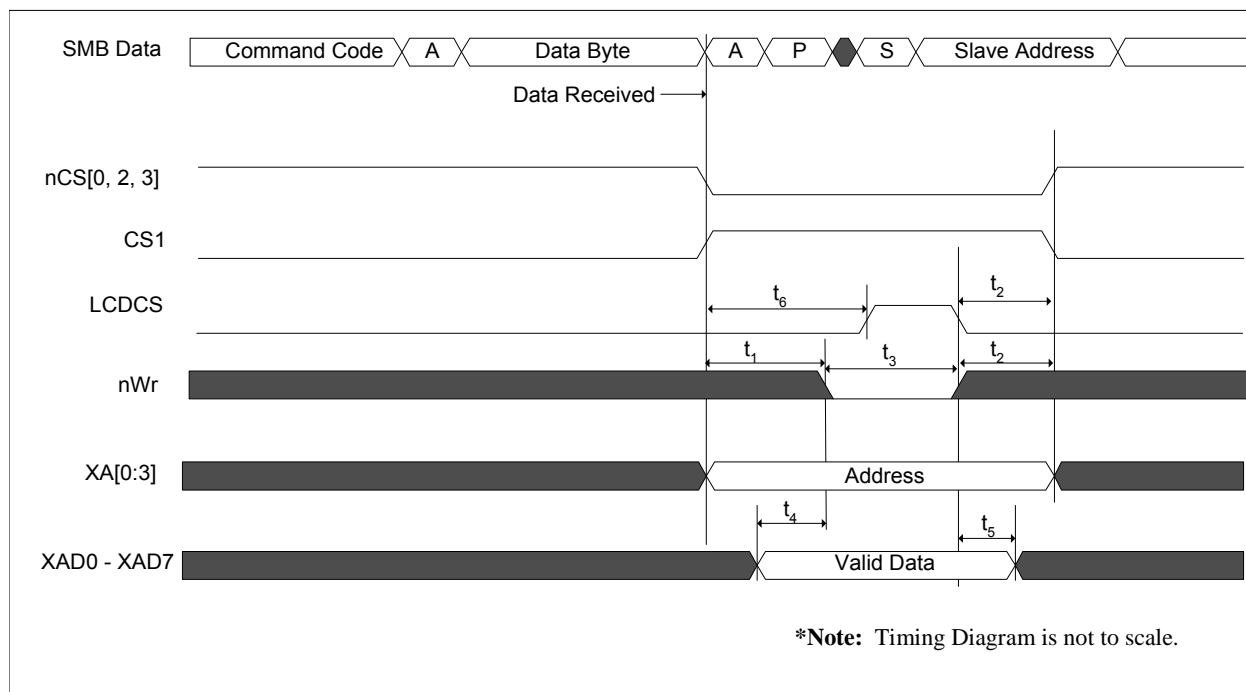 SMB Data Command Code A Data Byte A P S Slave Address
Data Received
nCS[0, 2, 3]
CS1
LCDCS t6 t2
nWr t1 t3 t2
XA[0:3] Address
t4 t5
XAD0 - XAD7 Valid Data
*Note: Timing Diagram is not to scale.